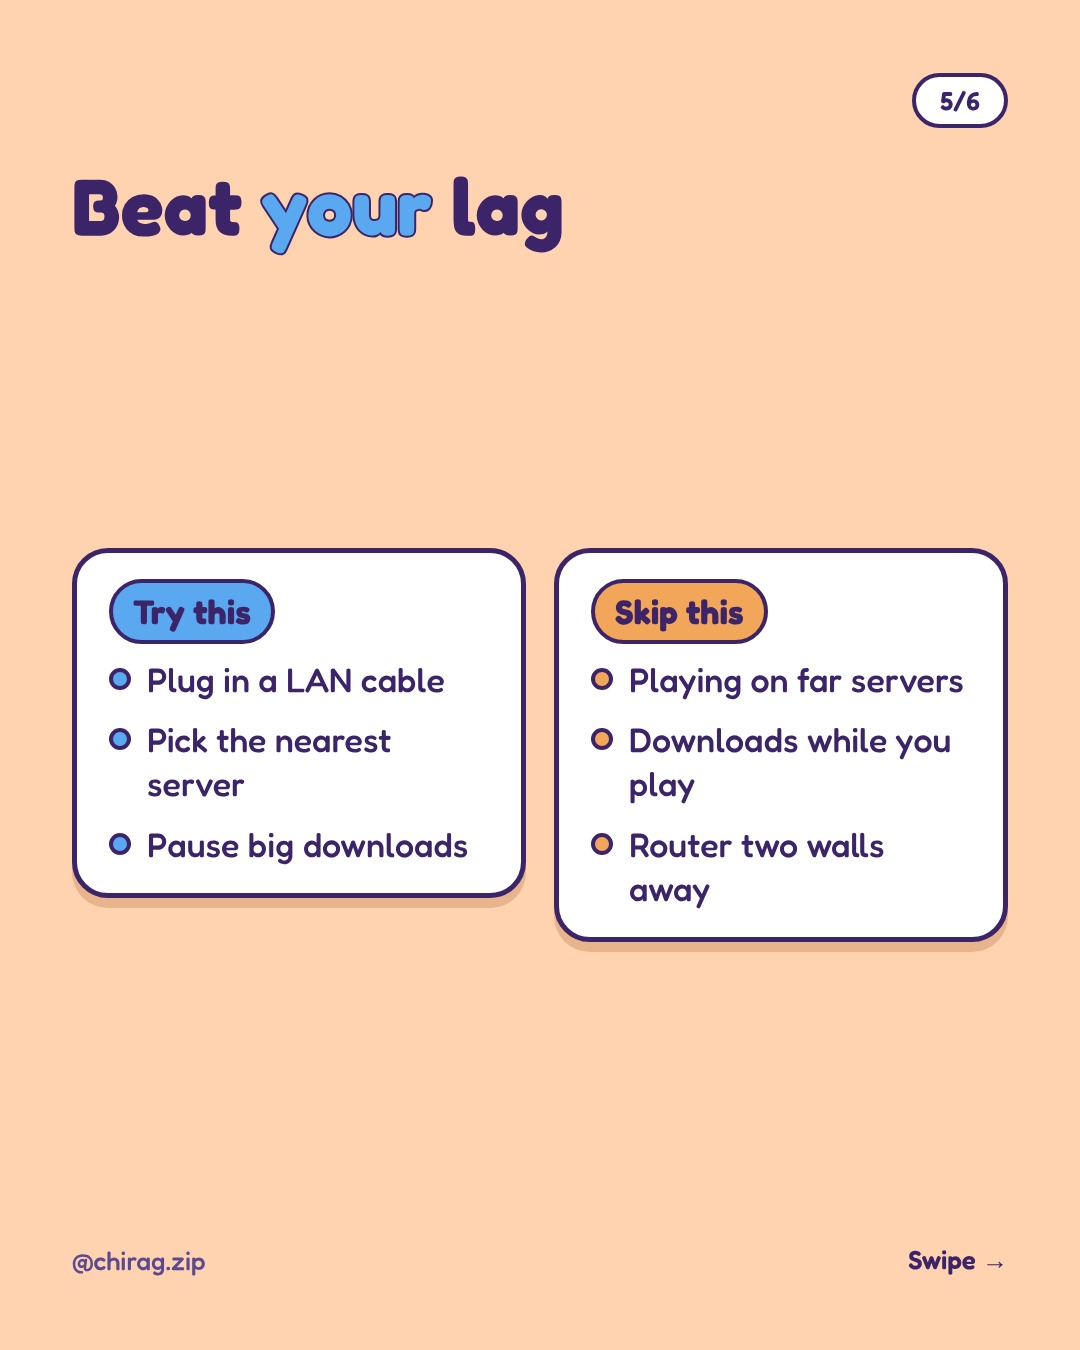 5/6
Beat your lag
Try this
Plug in a LAN cable
Pick the nearest
server
Pause big downloads
Skip this
Playing on far servers
Downloads while you
play
Router two walls
away
@chirag.zip
Swipe →